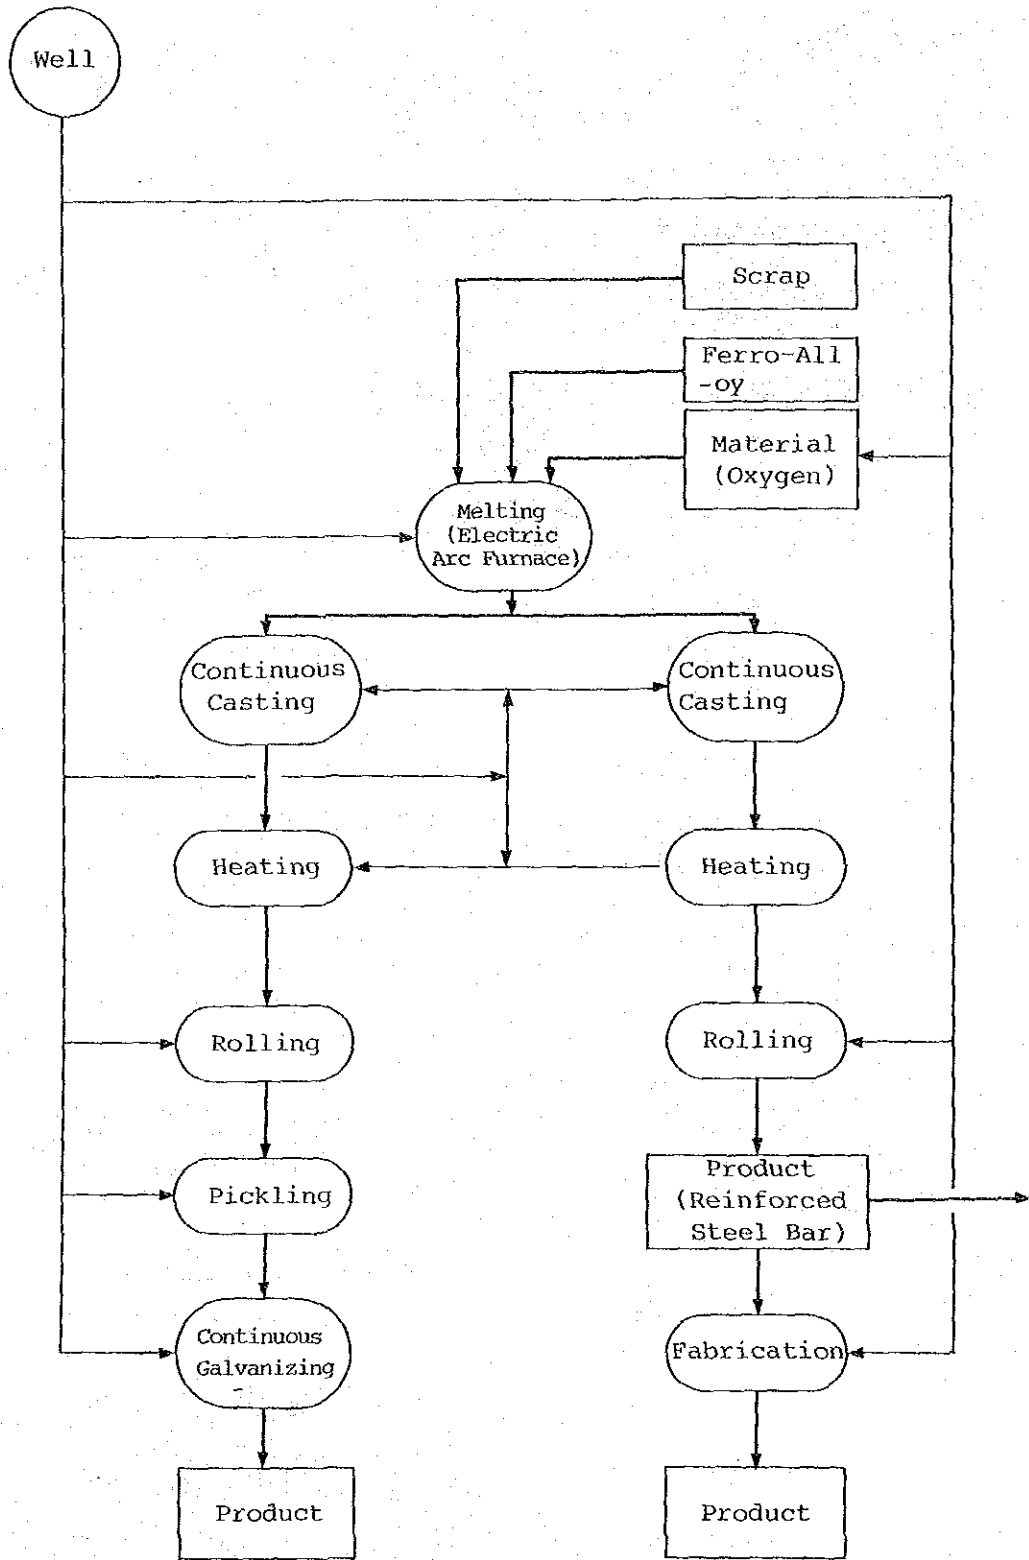 Well
Scrap
Ferro-All
-oy
Material
(Oxygen)
Melting
(Electric
Arc Furnace)
Continuous
Casting
Continuous
Casting
Heating
Heating
Rolling
Rolling
Pickling
Product
(Reinforced
Steel Bar)
Continuous
Galvanizing
Fabrication
Product
Product